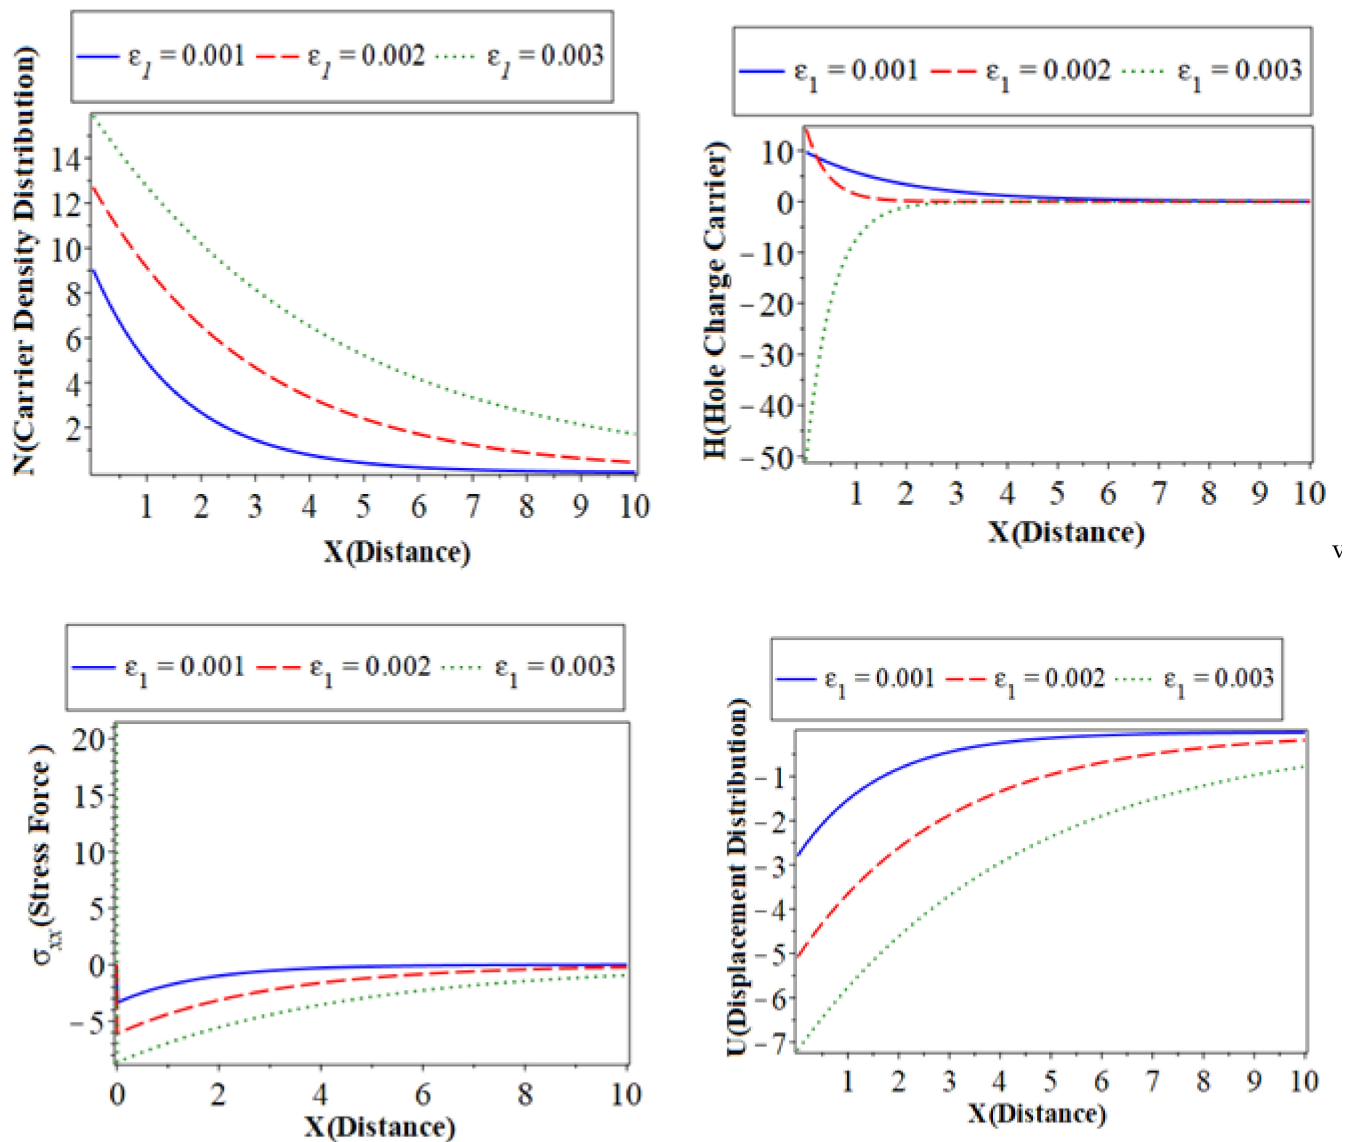 ε1 = 0.001 ε1 = 0.002 ε1 = 0.003
N(Carrier Density Distribution)
14
12
10
8
6
4
2
1 2 3 4 5 6 7 8 9 10
X(Distance)
ε1 = 0.001 ε1 = 0.002 ε1 = 0.003
H(Hole Charge Carrier)
10
0
−10
−20
−30
−40
−50
1 2 3 4 5 6 7 8 9 10
X(Distance)
v
ε1 = 0.001 ε1 = 0.002 ε1 = 0.003
σxx(Stress Force )
20
15
10
5
0
−5
0 2 4 6 8 10
X(Distance)
ε1 = 0.001 ε1 = 0.002 ε1 = 0.003
U(Displacement Distribution)
−1
−2
−3
−4
−5
−6
−7
1 2 3 4 5 6 7 8 9 10
X(Distance)